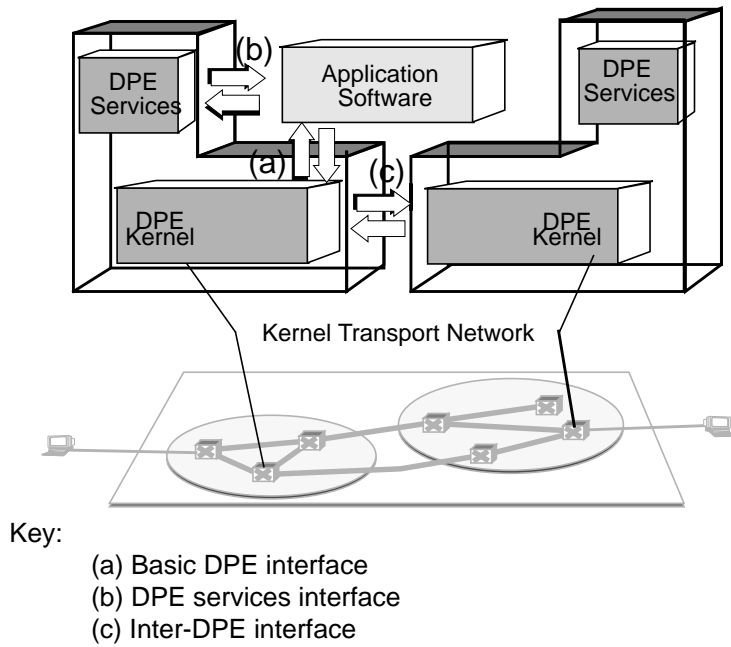 (b)
DPE
Services
Application
Software
DPE
Services
(a)
(c)
DPE
Kernel
DPE
Kernel
Kernel Transport Network
Key:
(a) Basic DPE interface
(b) DPE services interface
(c) Inter-DPE interface